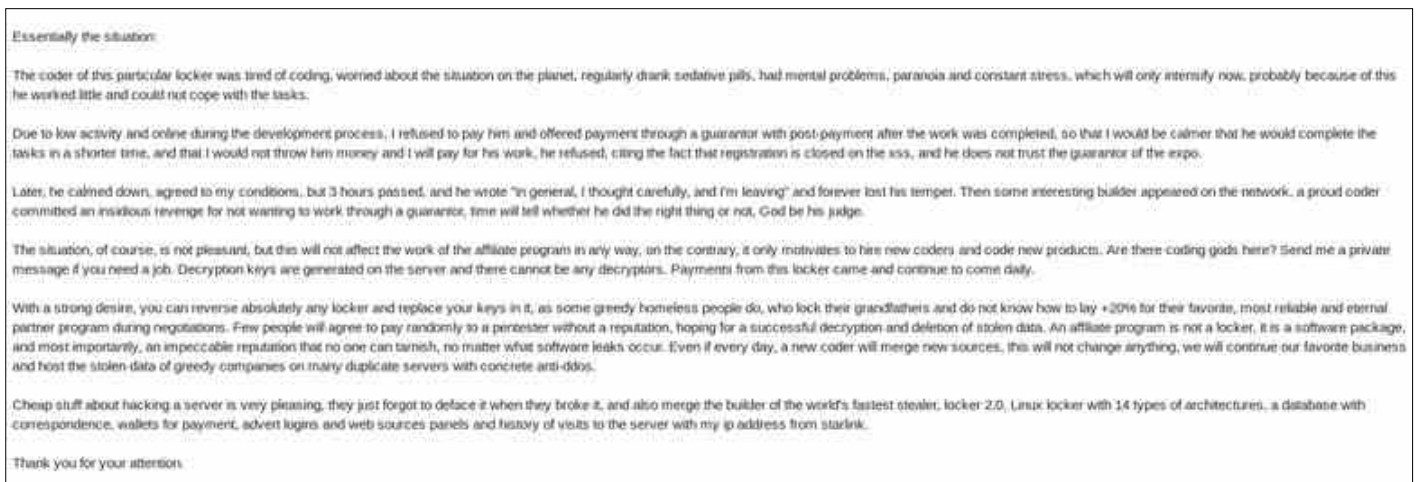 Essentially the situation:
The coder of this particular locker was tired of coding, worried about the situation on the planet, regularly drank sedative pills, had mental problems, paranoia and constant stress, which will only intensify now, probably because of this
he worked little and could not cope with the tasks.
Due to low activity and online during the development process, I refused to pay him and offered payment through a guarantor with post-payment after the work was completed, so that I would be calmer that he would complete the
tasks in a shorter time, and that I would not throw him money and I will pay for his work, he refused, citing the fact that registration is closed on the xss, and he does not trust the guarantor of the expo.
Later, he calmed down, agreed to my conditions, but 3 hours passed, and he wrote "in general, I thought carefully, and I'm leaving" and forever lost his temper. Then some interesting builder appeared on the network, a proud coder
committed an insidious revenge for not wanting to work through a guarantor, time will tell whether he did the right thing or not, God be his judge.
The situation, of course, is not pleasant, but this will not affect the work of the affiliate program in any way, on the contrary, it only motivates to hire new coders and code new products. Are there coding gods here? Send me a private
message if you need a job. Decryption keys are generated on the server and there cannot be any decryptors. Payments from this locker came and continue to come daily.
With a strong desire, you can reverse absolutely any locker and replace your keys in it, as some greedy homeless people do, who lock their grandfathers and do not know how to lay +20% for their favorite, most reliable and eternal
partner program during negotiations. Few people will agree to pay randomly to a pentester without a reputation, hoping for a successful decryption and deletion of stolen data. An affiliate program is not a locker, it is a software package,
and most importantly, an impeccable reputation that no one can tarnish, no matter what software leaks occur. Even if every day, a new coder will merge new sources, this will not change anything, we will continue our favorite business
and host the stolen data of greedy companies on many duplicate servers with concrete anti-ddos.
Cheap stuff about hacking a server is very pleasing, they just forgot to deface it when they broke it, and also merge the builder of the world's fastest stealer, locker 2.0, Linux locker with 14 types of architectures, a database with
correspondence, wallets for payment, advert logins and web sources panels and history of visits to the server with my ip address from starlink.
Thank you for your attention.